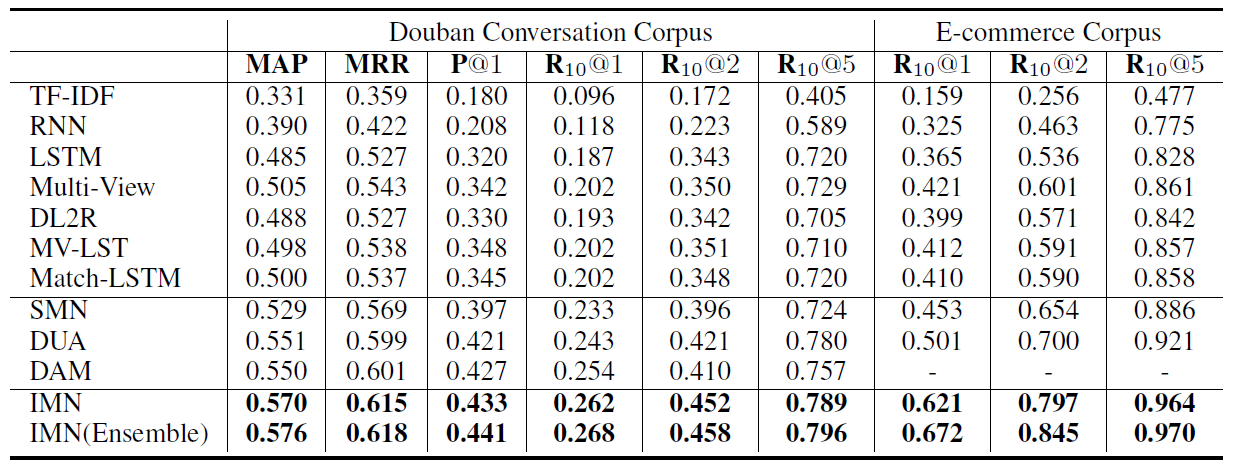 Douban Conversation Corpus E-commerce Corpus
MAP MRR P@1 R10@1 R10@2 R10@5 R10@1 R10@2 R10@5
TF-IDF 0.331 0.359 0.180 0.096 0.172 0.405 0.159 0.256 0.477
RNN 0.390 0.422 0.208 0.118 0.223 0.589 0.325 0.463 0.775
LSTM 0.485 0.527 0.320 0.187 0.343 0.720 0.365 0.536 0.828
Multi-View 0.505 0.543 0.342 0.202 0.350 0.729 0.421 0.601 0.861
DL2R 0.488 0.527 0.330 0.193 0.342 0.705 0.399 0.571 0.842
MV-LST 0.498 0.538 0.348 0.202 0.351 0.710 0.412 0.591 0.857
Match-LSTM 0.500 0.537 0.345 0.202 0.348 0.720 0.410 0.590 0.858
SMN 0.529 0.569 0.397 0.233 0.396 0.724 0.453 0.654 0.886
DUA 0.551 0.599 0.421 0.243 0.421 0.780 0.501 0.700 0.921
DAM 0.550 0.601 0.427 0.254 0.410 0.757 - - -
IMN 0.570 0.615 0.433 0.262 0.452 0.789 0.621 0.797 0.964
IMN(Ensemble) 0.576 0.618 0.441 0.268 0.458 0.796 0.672 0.845 0.970